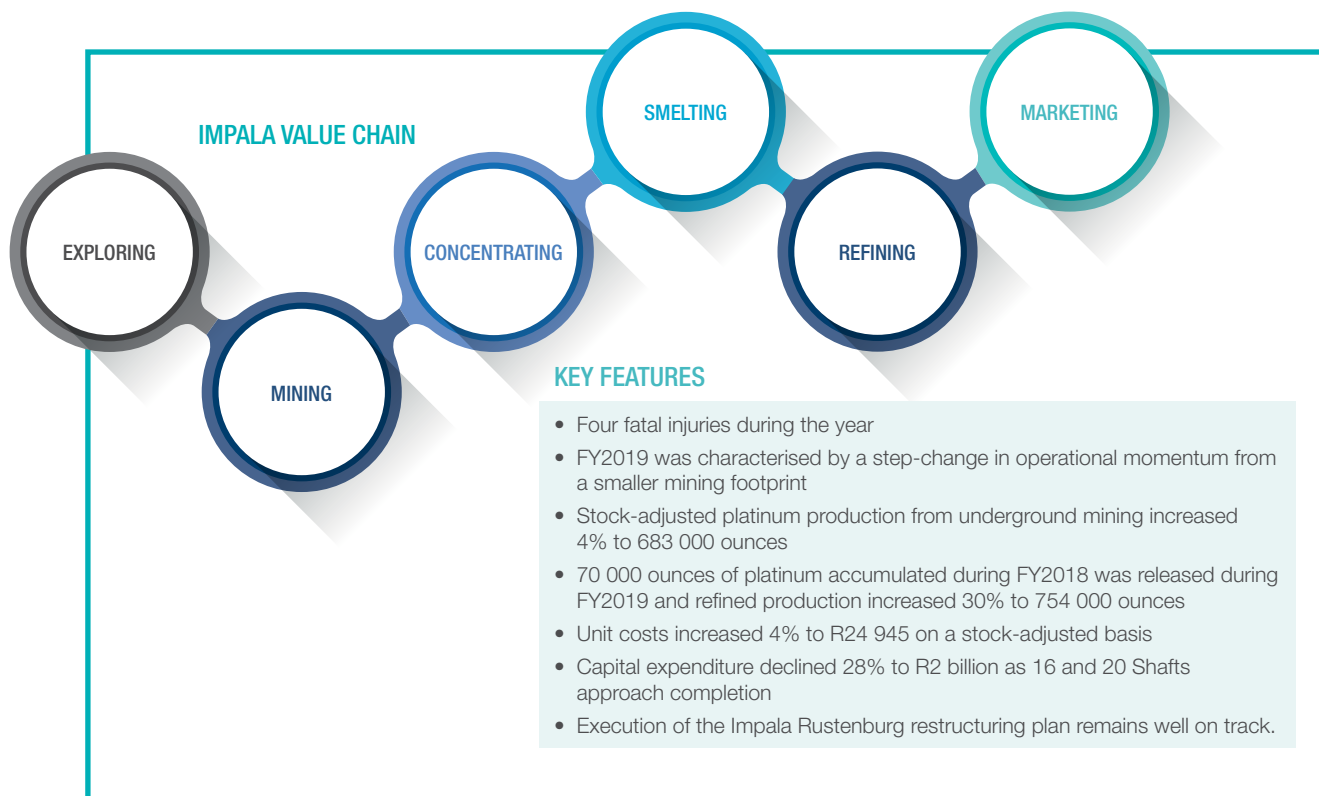 IMPALA VALUE CHAIN
EXPLORING
MINING
CONCENTRATING
SMELTING
REFINING
MARKETING
KEY FEATURES
• Four fatal injuries during the year
• FY2019 was characterised by a step-change in operational momentum from
a smaller mining footprint
• Stock-adjusted platinum production from underground mining increased
4% to 683 000 ounces
• 70 000 ounces of platinum accumulated during FY2018 was released during
FY2019 and refined production increased 30% to 754 000 ounces
• Unit costs increased 4% to R24 945 on a stock-adjusted basis
• Capital expenditure declined 28% to R2 billion as 16 and 20 Shafts
approach completion
• Execution of the Impala Rustenburg restructuring plan remains well on track.